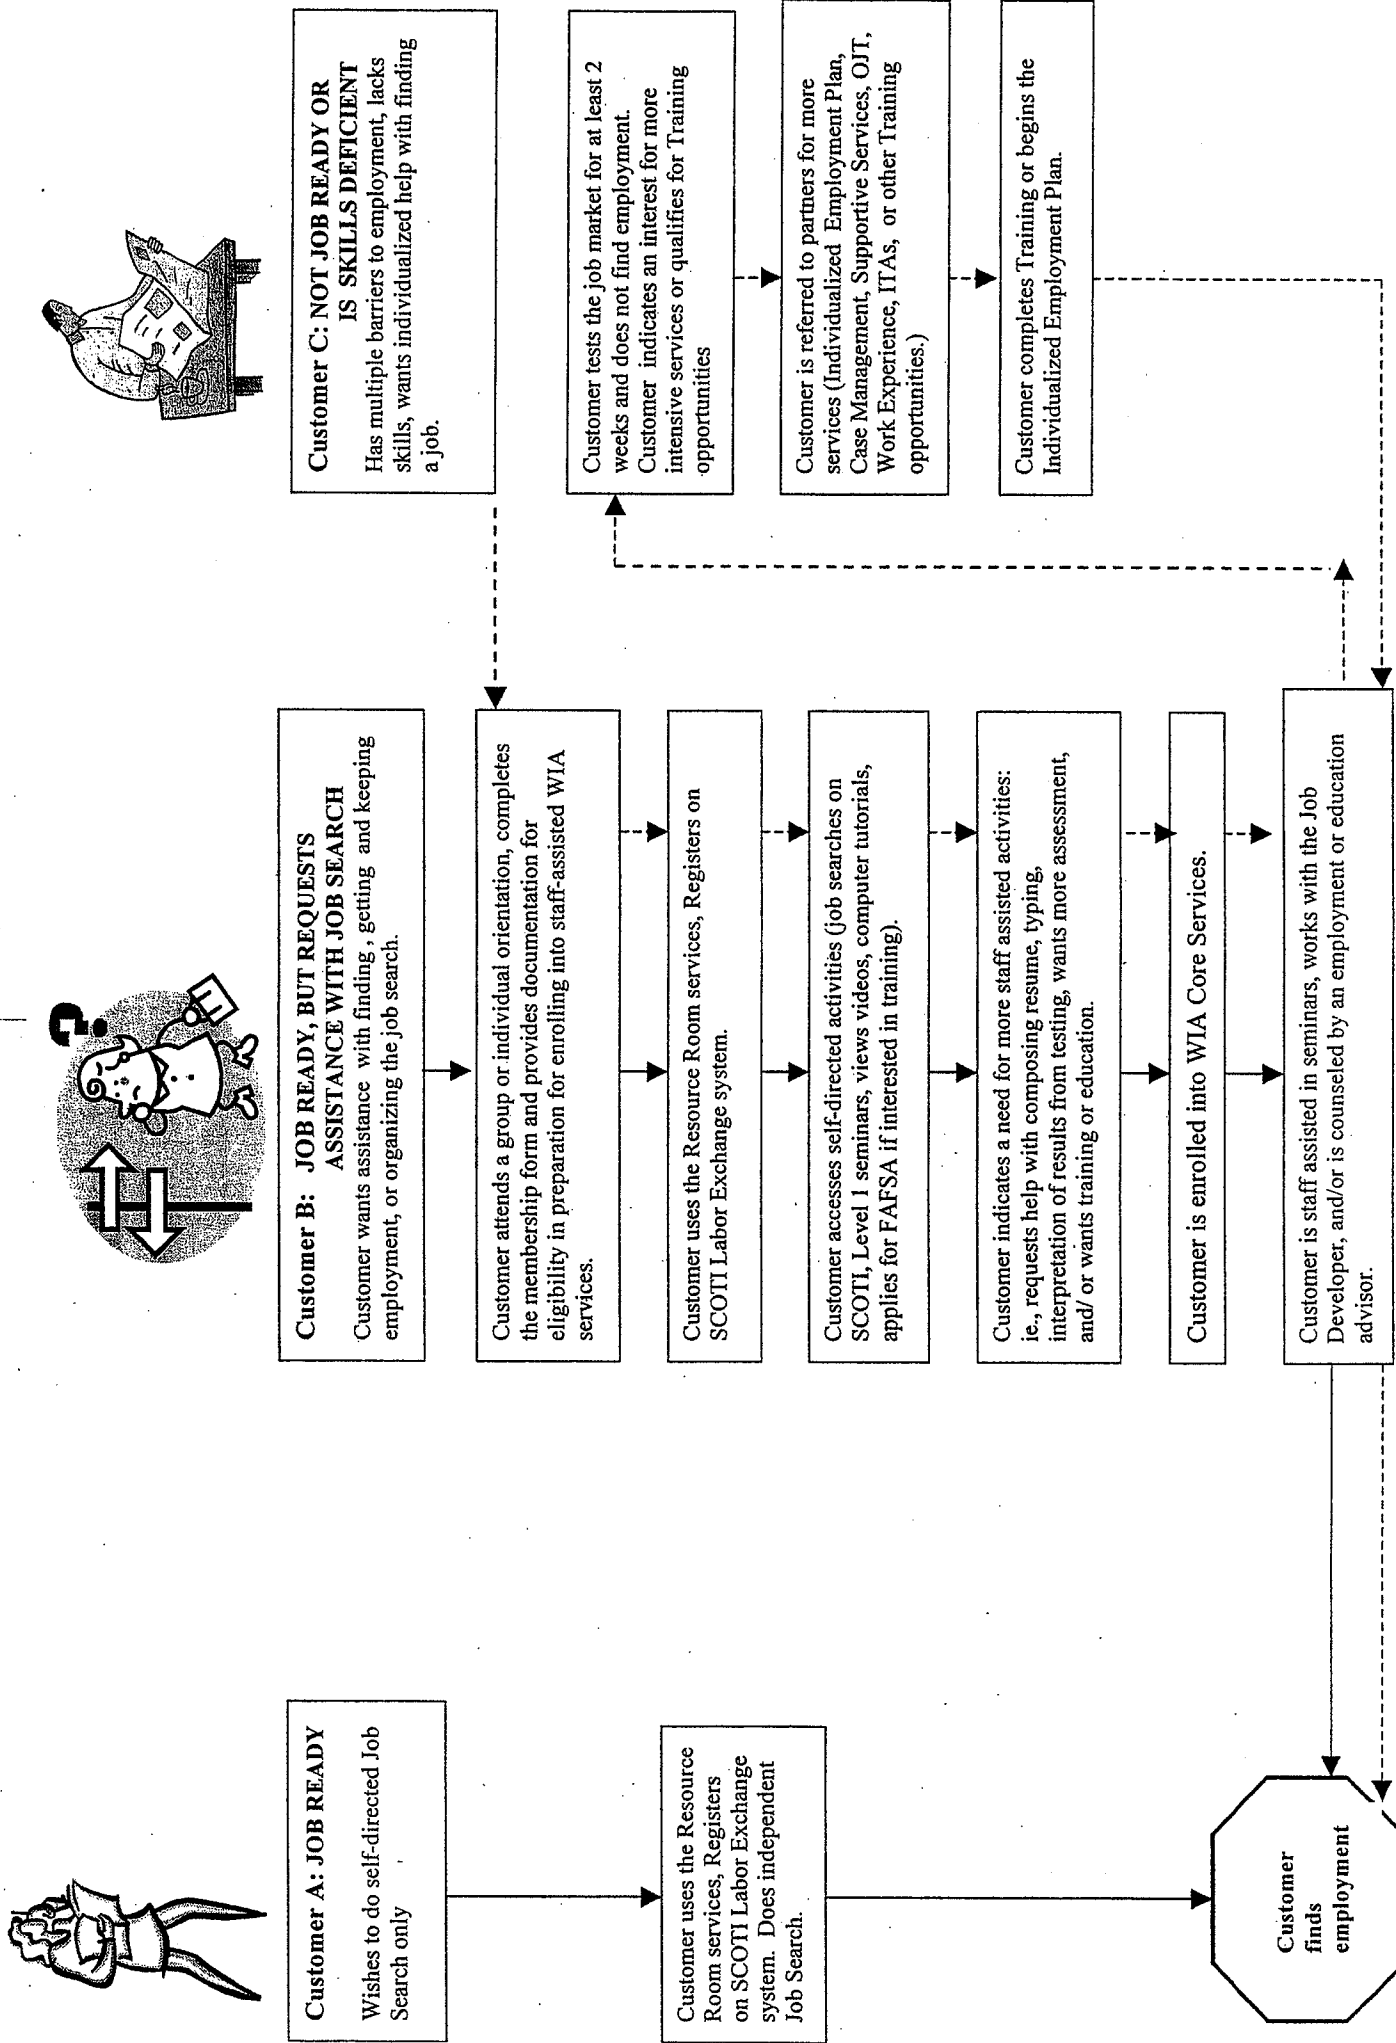 Customer A: JOB READY
Wishes to do self-directed Job
Search only
Customer uses the Resource
Room services, Registers
on SCOTI Labor Exchange
system. Does independent
Job Search.
Customer
finds
employment
Customer B: JOB READY, BUT REQUESTS
ASSISTANCE WITH JOB SEARCH
Customer wants assistance with finding , getting and keeping
employment, or organizing the job search.
Customer attends a group or individual orientation, completes
the membership form and provides documentation for
eligibility in preparation for enrolling into staff-assisted WIA
services.
Customer uses the Resource Room services, Registers on
SCOTI Labor Exchange system.
Customer accesses self-directed activities (job searches on
SCOTI, Level 1 seminars, views videos, computer tutorials,
applies for FAFSA if interested in training).
Customer indicates a need for more staff assisted activities:
ie., requests help with composing resume, typing,
interpretation of results from testing, wants more assessment,
and/ or wants training or education.
Customer is enrolled into WIA Core Services.
Customer is staff assisted in seminars, works with the Job
Developer, and/or is counseled by an employment or education
advisor.
Customer C: NOT JOB READY OR
IS SKILLS DEFICIENT
Has multiple barriers to employment, lacks
skills, wants individualized help with finding
a job.
Customer tests the job market for at least 2
weeks and does not find employment.
Customer indicates an interest for more
intensive services or qualifies for Training
opportunities
Customer is referred to partners for more
services (Individualized Employment Plan,
Case Management, Supportive Services, OJT,
Work Experience, ITAs, or other Training
opportunities.)
Customer completes Training or begins the
Individualized Employment Plan.